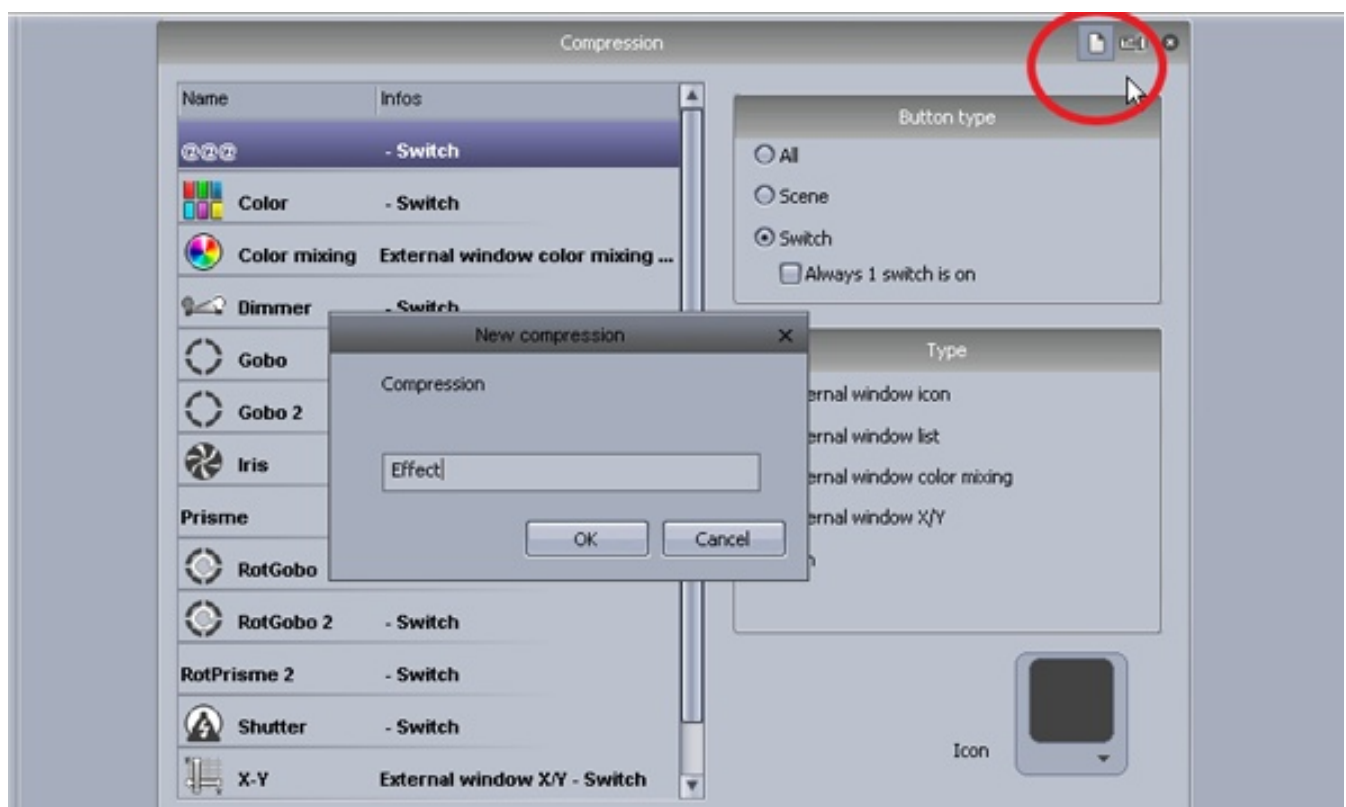 Compression
Name Infos
@@@ - Switch
Color - Switch
Color mixing External window color mixing ...
Dimmer - Switch
Gobo
Gobo 2
Iris
Prisme
RotGobo
RotGobo 2 - Switch
RotPrisme 2 - Switch
Shutter - Switch
X-Y External window X/Y - Switch
New compression
Compression
Effect
OK Cancel
Button type
All
Scene
Switch
Always 1 switch is on
Type
ernal window icon
ernal window list
ernal window color mixing
ernal window X/Y
Icon